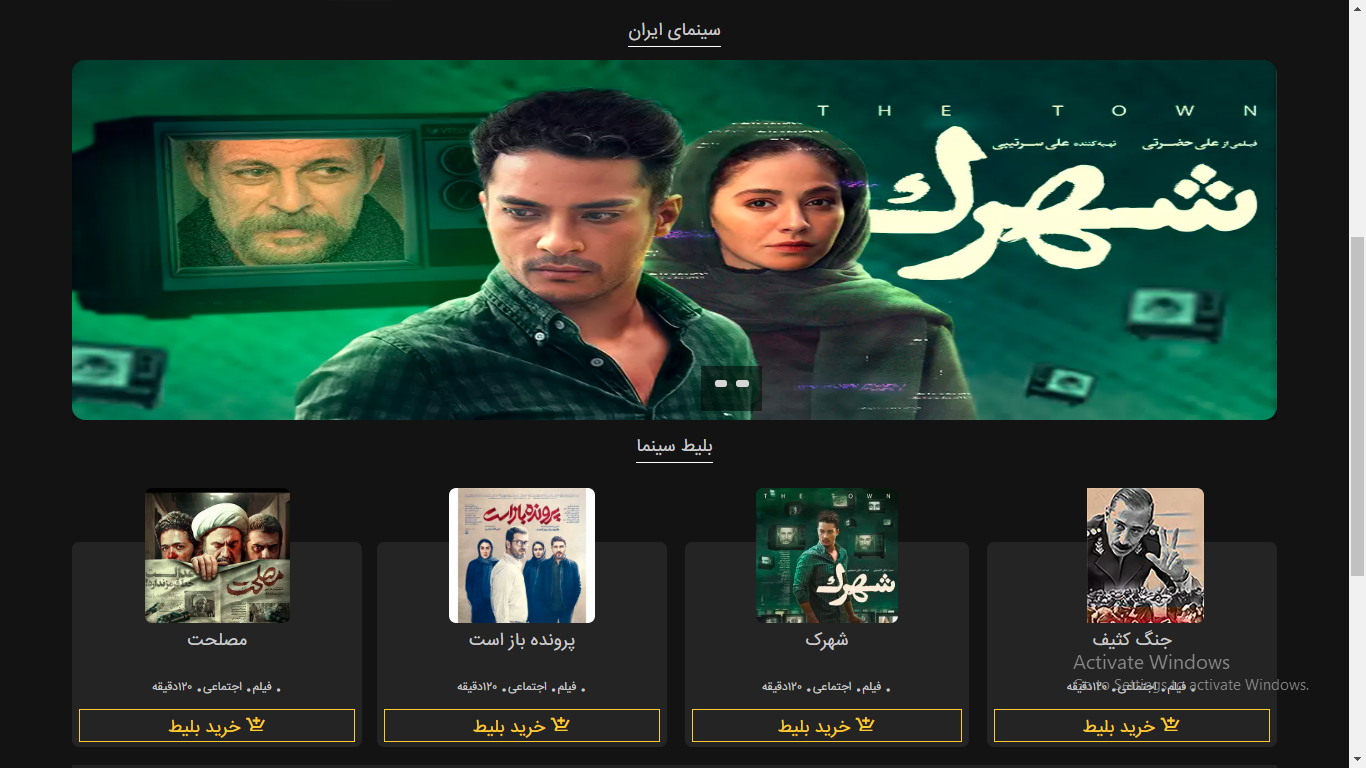 سینمای ایران
THE TOWN
فیلمی از علی حضرتی تهیه کننده علی سرتیپی
شهرک
بلیط سینما
جنگ کثیف
فیلم • اجتماعی • ۱۲۰دقیقه
خرید بلیط
THE TOWN
شهرک
شهرک
فیلم • اجتماعی • ۱۲۰دقیقه
خرید بلیط
پرونده باز است
پرونده باز است
فیلم • اجتماعی • ۱۲۰دقیقه
خرید بلیط
مصلحت
مصلحت
فیلم • اجتماعی • ۱۲۰دقیقه
خرید بلیط
Activate Windows
Go to Settings to activate Windows.